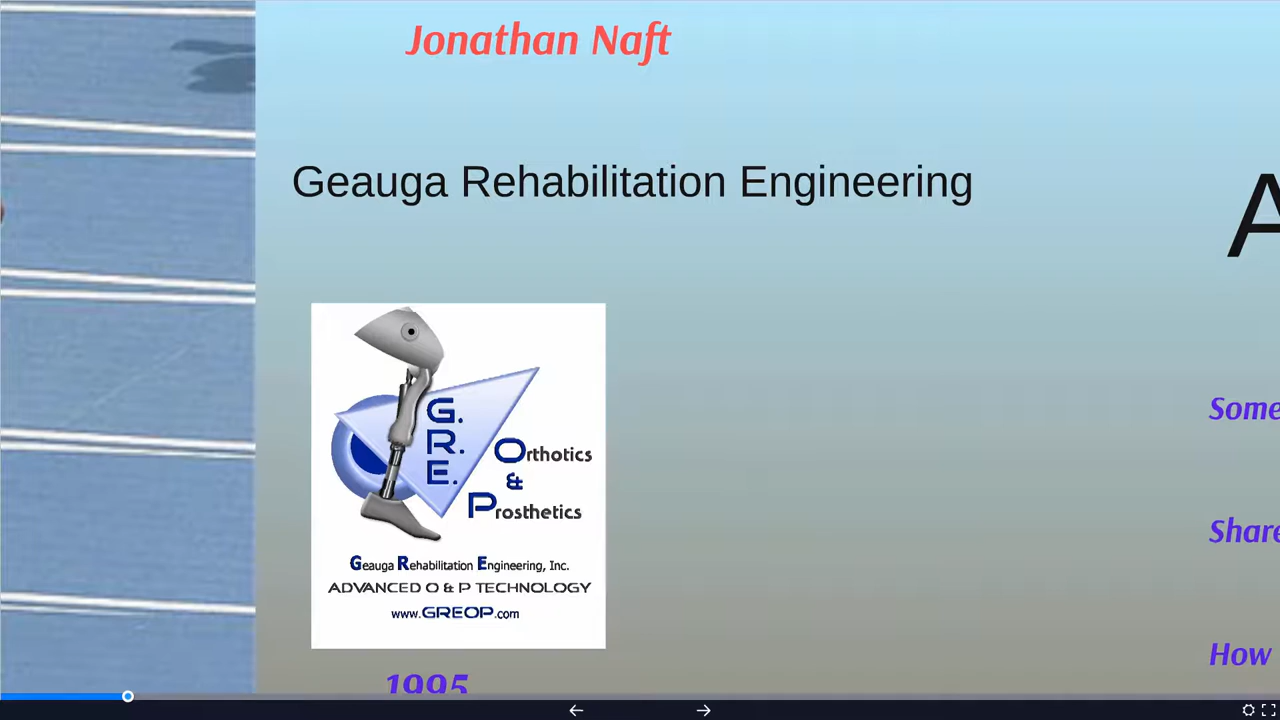 Jonathan Naft
Geauga Rehabilitation Engineering
A
Some
Share
How
G.
R.
E.
Orthotics
&
Prosthetics
Geauga Rehabilitation Engineering, Inc.
ADVANCED O & P TECHNOLOGY
www.GREOP.com
1995